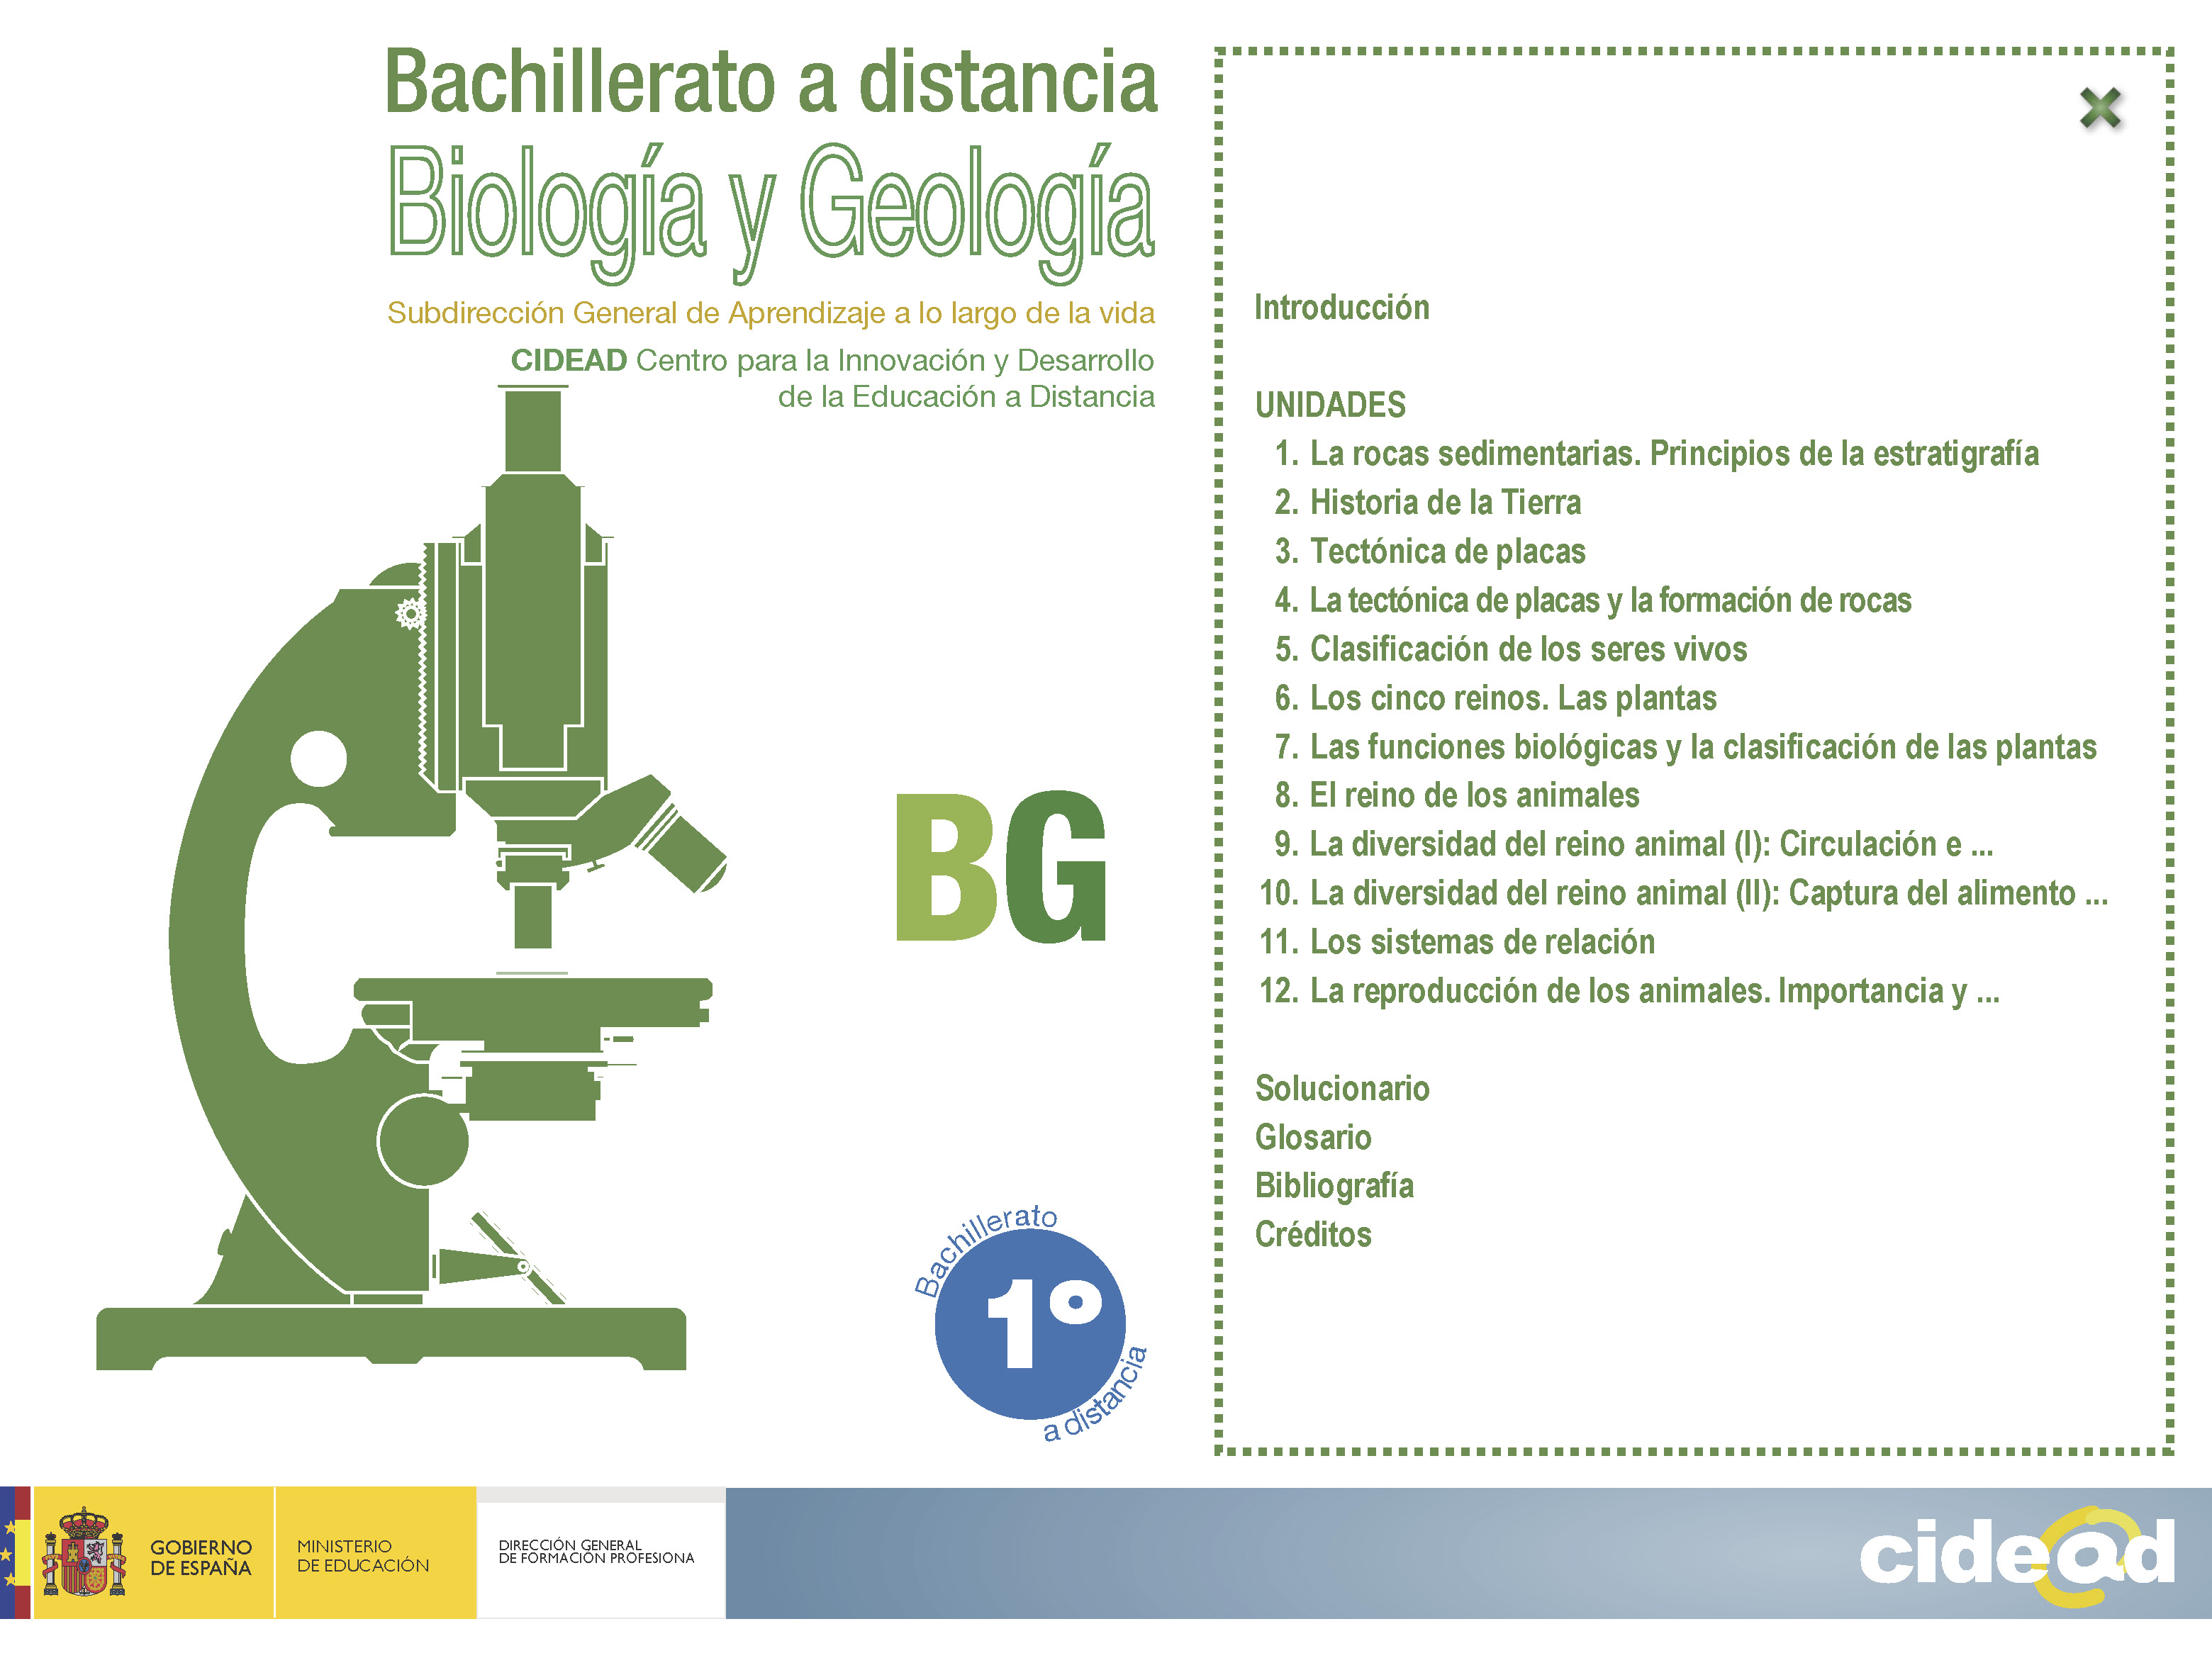 Bachillerato a distancia
Biología y Geología
Subdirección General de Aprendizaje a lo largo de la vida
CIDEAD Centro para la Innovación y Desarrollo
de la Educación a Distancia
BG
Bachillerato
1º
a distancia
Introducción
UNIDADES
1. La rocas sedimentarias. Principios de la estratigrafía
2. Historia de la Tierra
3. Tectónica de placas
4. La tectónica de placas y la formación de rocas
5. Clasificación de los seres vivos
6. Los cinco reinos. Las plantas
7. Las funciones biológicas y la clasificación de las plantas
8. El reino de los animales
9. La diversidad del reino animal (I): Circulación e ...
10. La diversidad del reino animal (II): Captura del alimento ...
11. Los sistemas de relación
12. La reproducción de los animales. Importancia y ...
Solucionario
Glosario
Bibliografía
Créditos
GOBIERNO
DE ESPAÑA
MINISTERIO
DE EDUCACIÓN
DIRECCIÓN GENERAL
DE FORMACIÓN PROFESIONA
cide@d